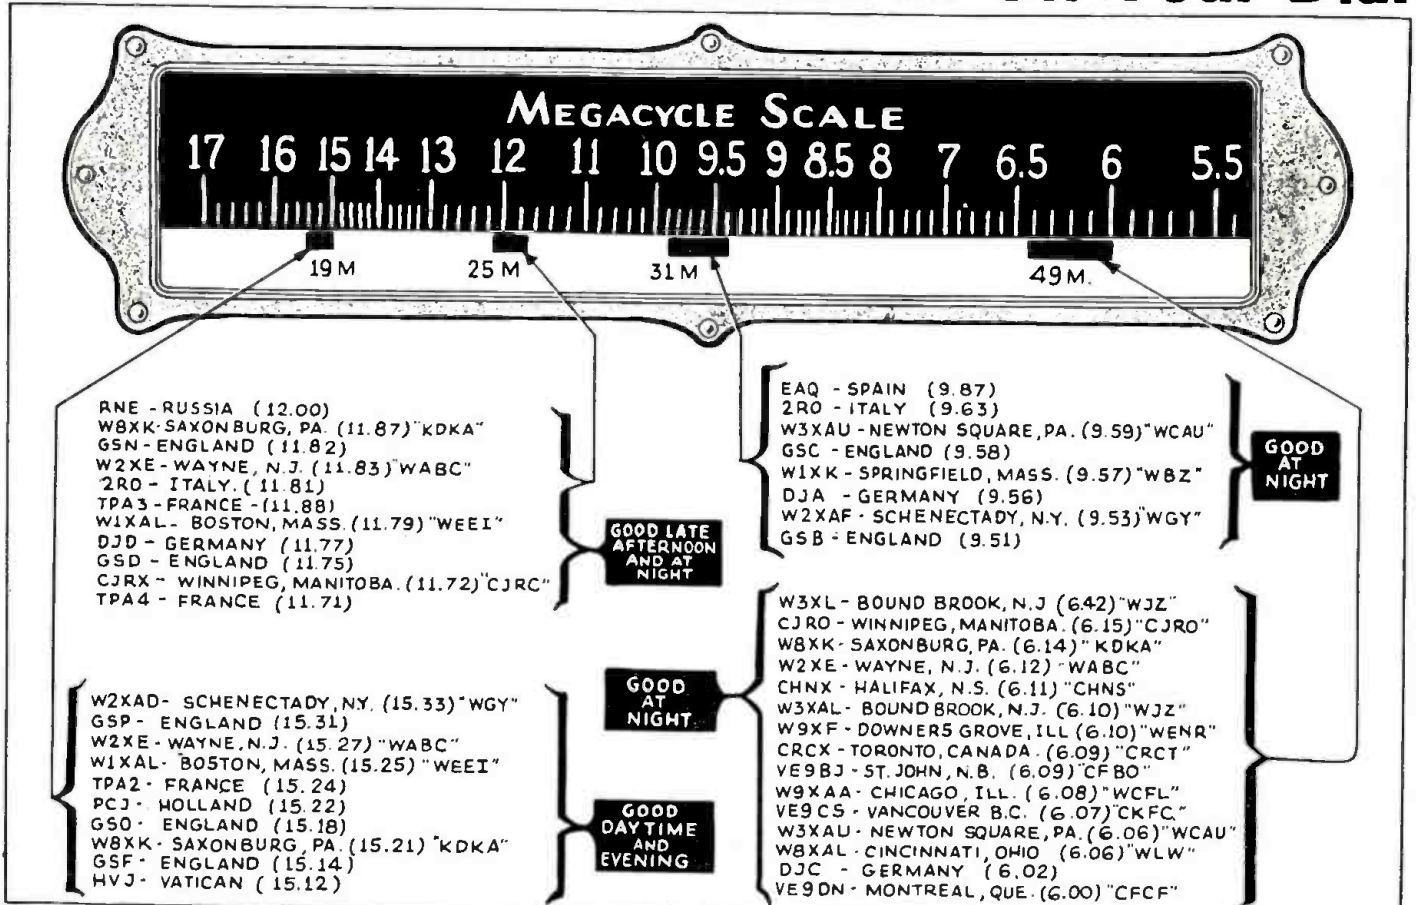 MEGACYCLE SCALE
17 16 15 14 13 12 11 10 9.5 9 8.5 8 7 6.5 6 5.5
19 M 25 M 31 M 49 M.
RNE - RUSSIA (12.00)
W8XK - SAXONBURG, PA. (11.87) "KDKA"
GSN - ENGLAND (11.82)
W2XE - WAYNE, N.J. (11.83) "WABC"
2RO - ITALY. (11.81)
TPA3 - FRANCE - (11.88)
W1XAL - BOSTON, MASS. (11.79) "WEEI"
DJD - GERMANY (11.77)
GSD - ENGLAND (11.75)
CJRX - WINNIPEG, MANITOBA. (11.72) "CJRC"
TPA4 - FRANCE (11.71)
GOOD LATE
AFTERNOON
AND AT
NIGHT
EAQ - SPAIN (9.87)
2RO - ITALY (9.63)
W3XAU - NEWTON SQUARE, PA. (9.59) "WCAU"
GSC - ENGLAND (9.58)
W1XK - SPRINGFIELD, MASS. (9.57) "WBZ"
DJA - GERMANY (9.56)
W2XAF - SCHENECTADY, N.Y. (9.53) "WGY"
GSB - ENGLAND (9.51)
GOOD
AT
NIGHT
W2XAD - SCHENECTADY, NY. (15.33) "WGY"
GSP - ENGLAND (15.31)
W2XE - WAYNE, N.J. (15.27) "WABC"
W1XAL - BOSTON, MASS. (15.25) "WEEI"
TPA2 - FRANCE (15.24)
PCJ - HOLLAND (15.22)
GSO - ENGLAND (15.18)
W8XK - SAXONBURG, PA. (15.21) "KDKA"
GSF - ENGLAND (15.14)
HVJ - VATICAN (15.12)
GOOD
DAYTIME
AND
EVENING
GOOD
AT
NIGHT
W3XL - BOUND BROOK, N.J (6.42) "WJZ"
CJRO - WINNIPEG, MANITOBA. (6.15) "CJRO"
W8XK - SAXONBURG, PA. (6.14) "KDKA"
W2XE - WAYNE, N.J. (6.12) "WABC"
CHNX - HALIFAX, N.S. (6.11) "CHNS"
W3XAL - BOUND BROOK, N.J. (6.10) "WJZ"
W9XF - DOWNERS GROVE, ILL (6.10) "WENR"
CRCX - TORONTO, CANADA. (6.09) "CRCT"
VE9BJ - ST. JOHN, N.B. (6.09) "CFBO"
W9XAA - CHICAGO, ILL. (6.08) "WCFL"
VE9CS - VANCOUVER B.C. (6.07) "CKFC"
W3XAU - NEWTON SQUARE, PA. (6.06) "WCAU"
W8XAL - CINCINNATI, OHIO (6.06) "WLW"
DJC - GERMANY (6.02)
VE9DN - MONTREAL, QUE. (6.00) "CFCF"